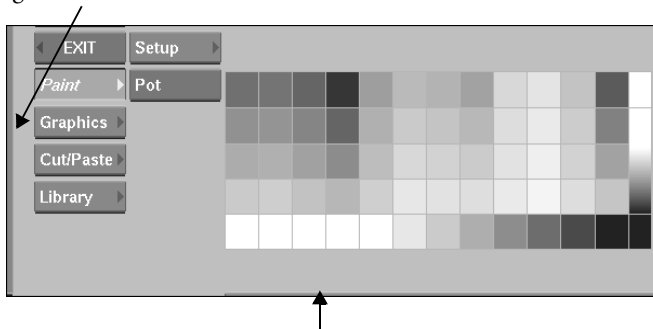 EXIT Setup
Paint Pot
Graphics
Cut/Paste
Library